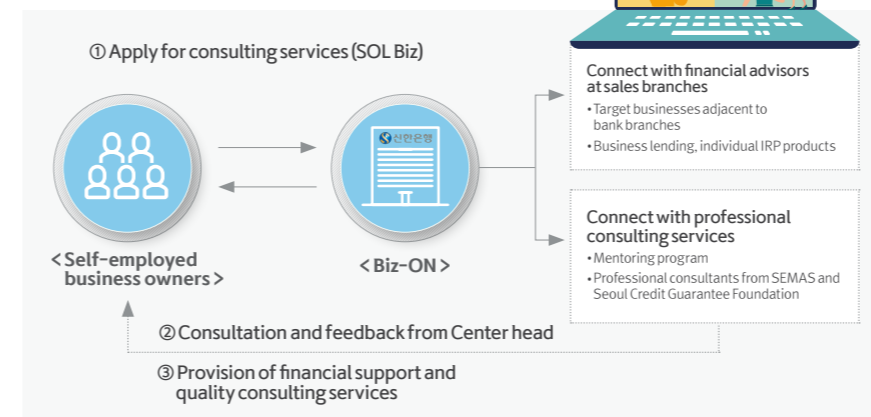 ① Apply for consulting services (SOL Biz)
신한은행
< Self-employed
business owners >
< Biz-ON >
Connect with financial advisors
at sales branches
• Target businesses adjacent to
bank branches
• Business lending, individual IRP products
Connect with professional
consulting services
• Mentoring program
• Professional consultants from SEMAS and
Seoul Credit Guarantee Foundation
② Consultation and feedback from Center head
③ Provision of financial support and
quality consulting services